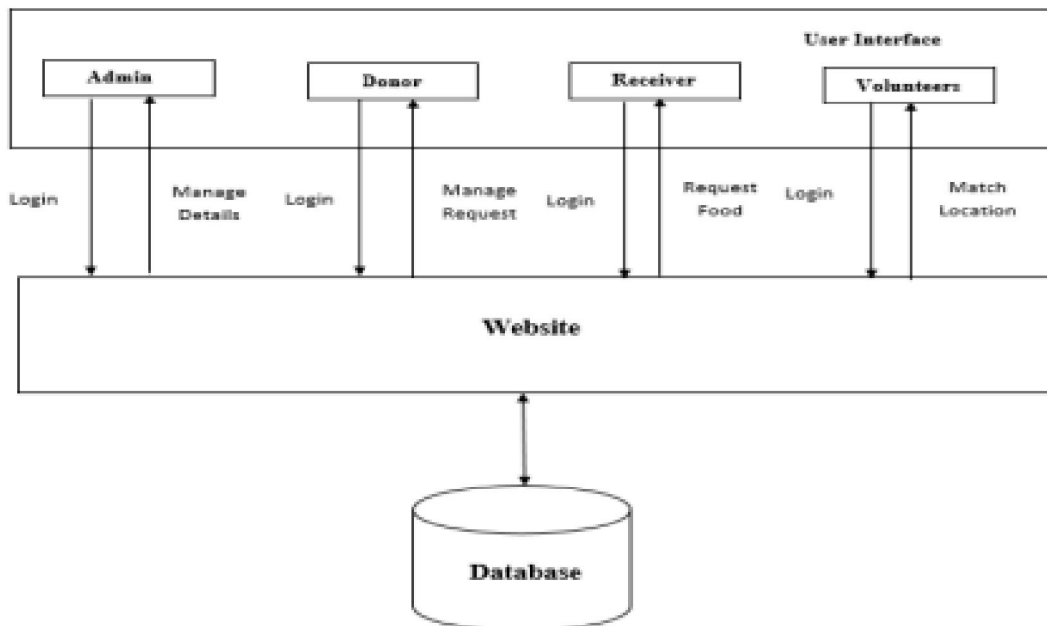 User Interface
Admin
Donor
Receiver
Volunteers
Login
Manage
Details
Login
Manage
Request
Login
Request
Food
Login
Match
Location
Website
Database